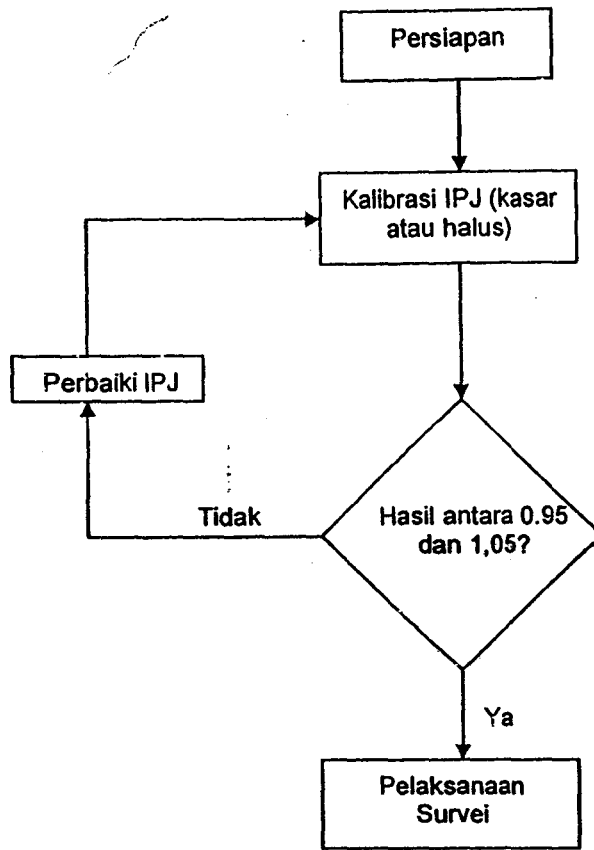 Persiapan
Kalibrasi IPJ (kasar
atau halus)
Perbaiki IPJ
Tidak
Hasil antara 0.95
dan 1,05?
Ya
Pelaksanaan
Survei